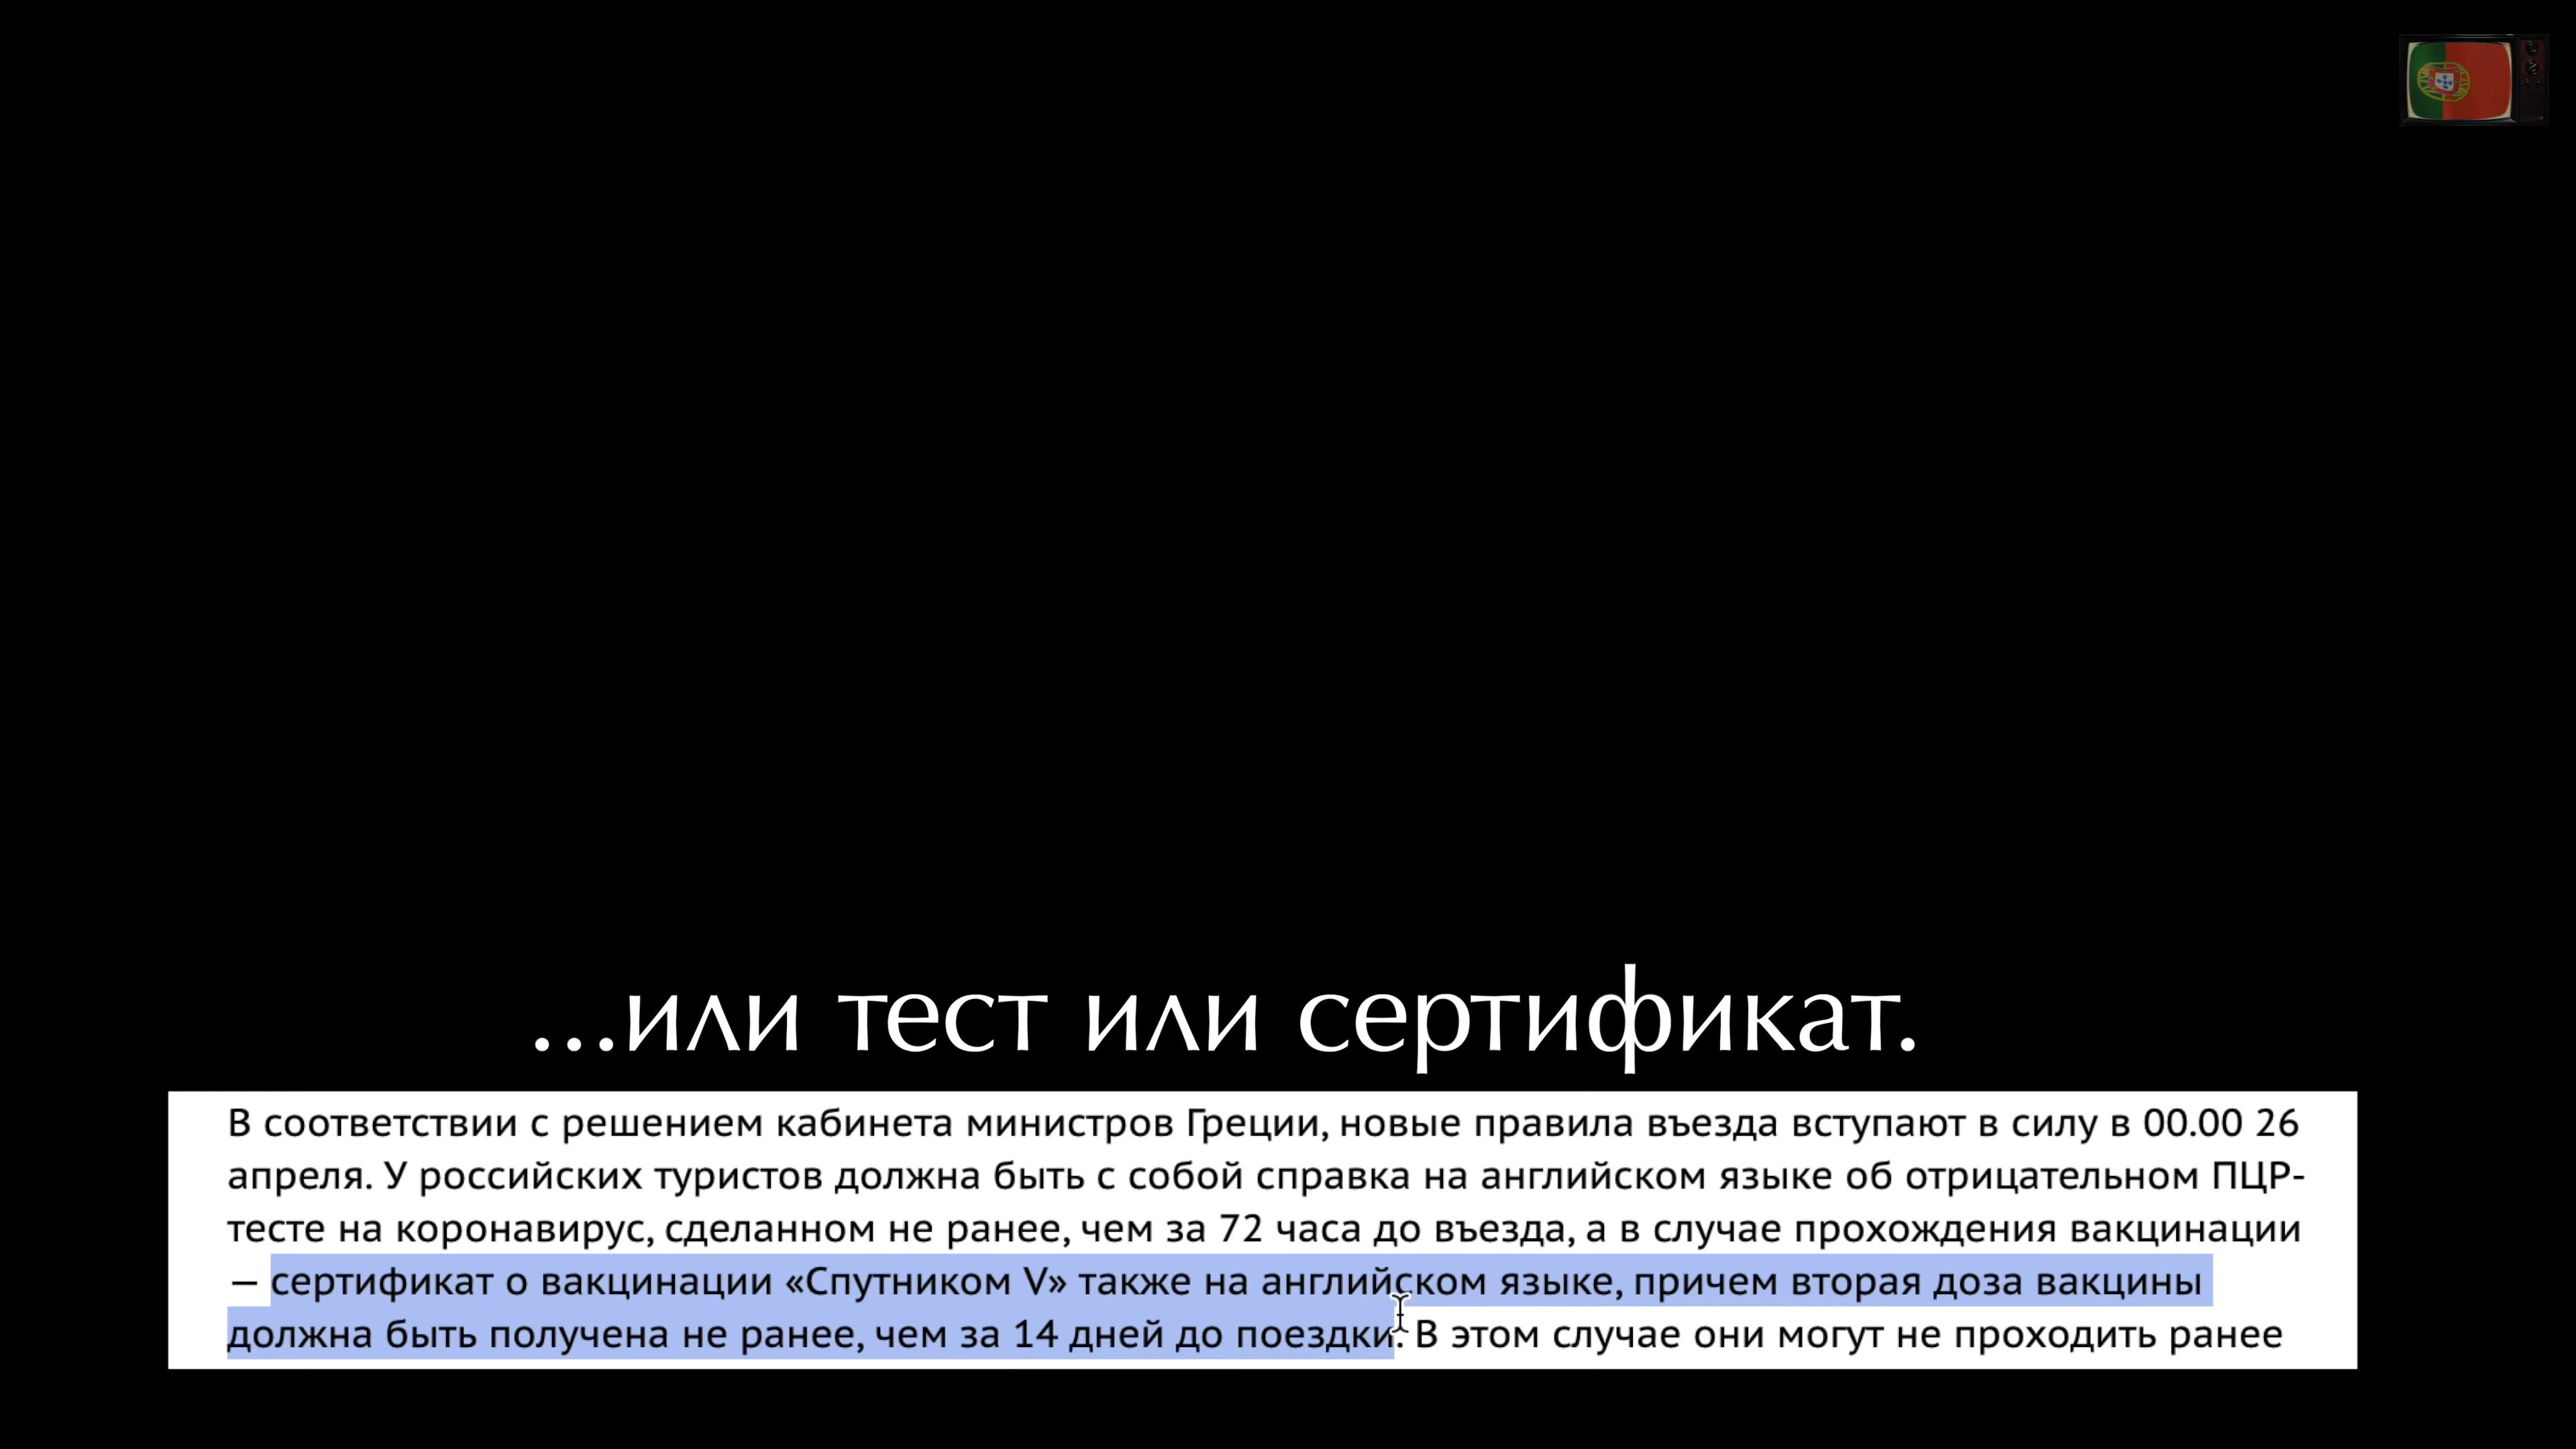 ...или тест или сертификат.
В соответствии с решением кабинета министров Греции, новые правила въезда вступают в силу в 00.00 26
апреля. У российских туристов должна быть с собой справка на английском языке об отрицательном ПЦР-
тесте на коронавирус, сделанном не ранее, чем за 72 часа до въезда, а в случае прохождения вакцинации
— сертификат о вакцинации «Спутником V» также на английском языке, причем вторая доза вакцины
должна быть получена не ранее, чем за 14 дней до поездки. В этом случае они могут не проходить ранее